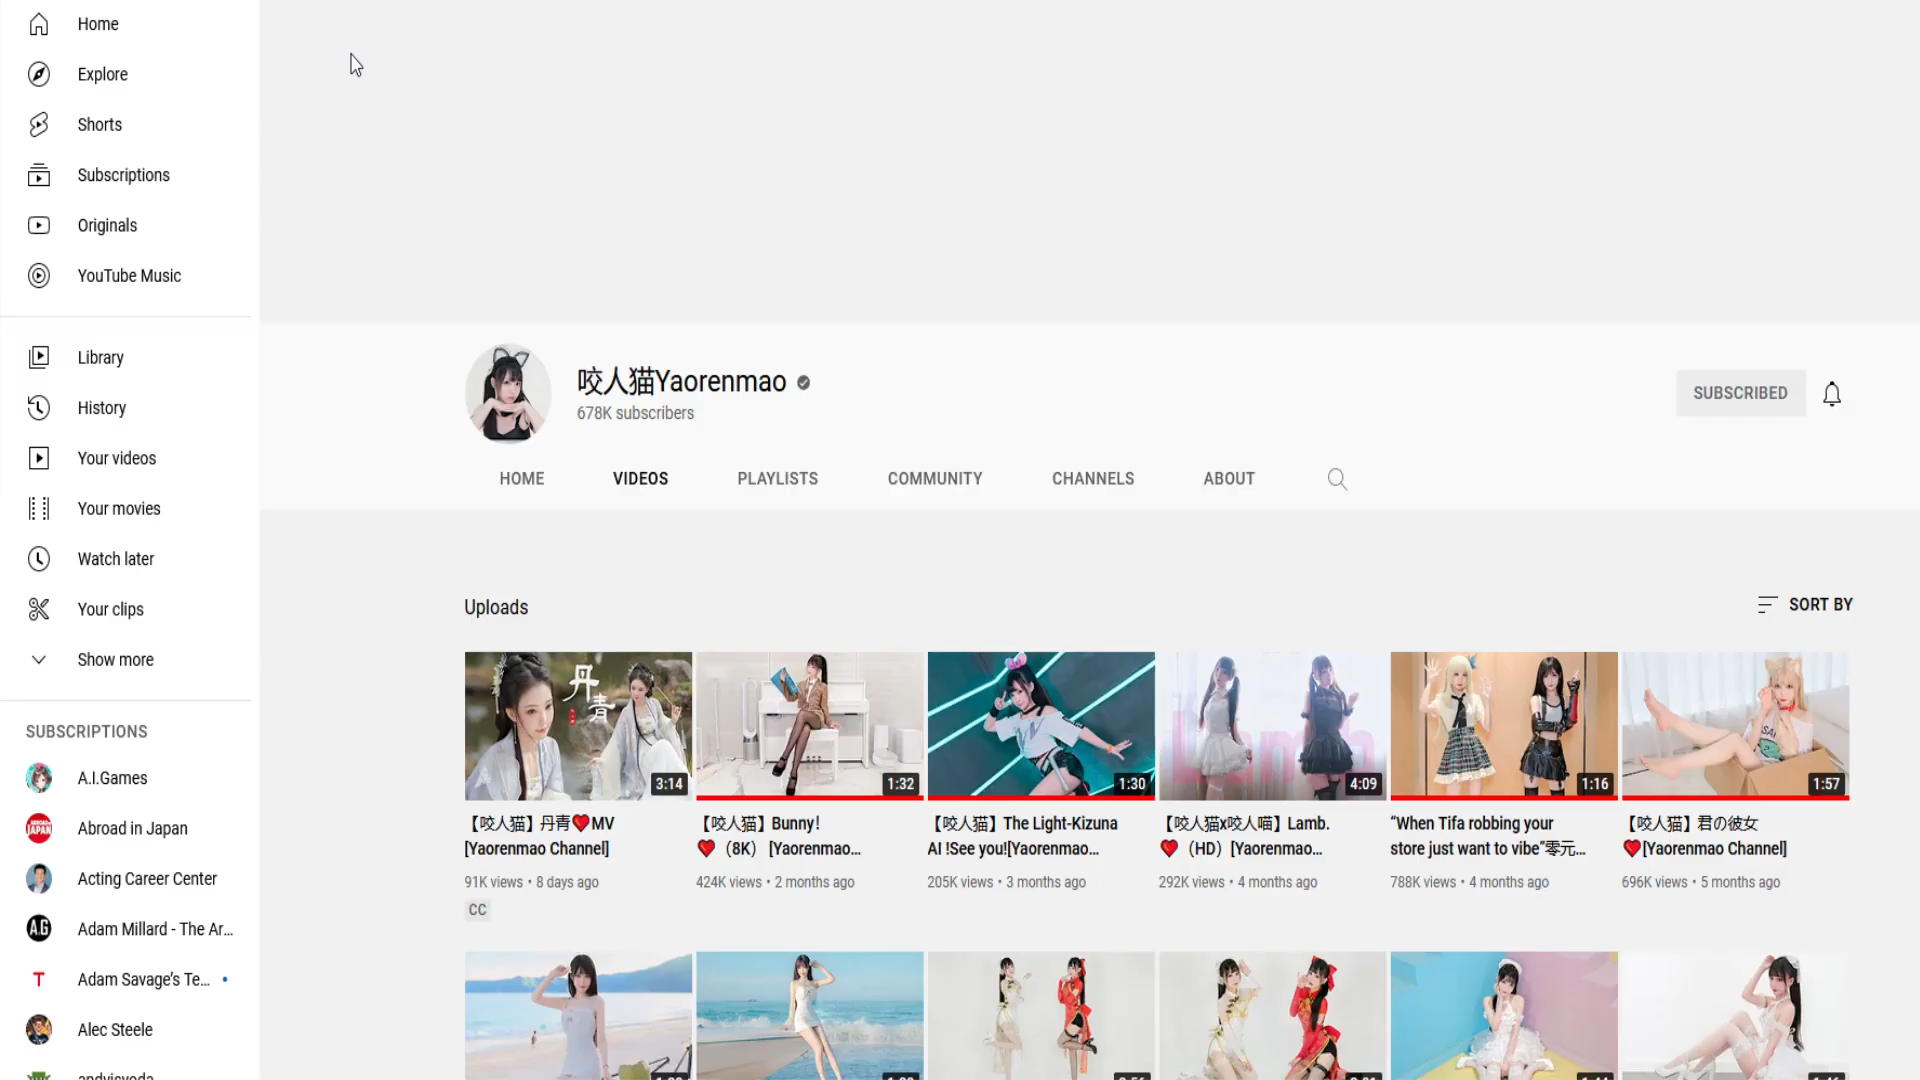 Home
Explore
Shorts
Subscriptions
Originals
YouTube Music
Library
History
Your videos
Your movies
Watch later
Your clips
Show more
SUBSCRIPTIONS
A.I.Games
Abroad in Japan
Acting Career Center
Adam Millard - The Ar...
Adam Savage's Te...
Alec Steele
咬人猫Yaorenmao
678K subscribers
SUBSCRIBED
HOME VIDEOS PLAYLISTS COMMUNITY CHANNELS ABOUT
Uploads
SORT BY
丹青
3:14
【咬人猫】丹青❤️MV
[Yaorenmao Channel]
91K views • 8 days ago
CC
1:32
【咬人猫】Bunny!
❤️（8K） [Yaorenmao...
424K views • 2 months ago
1:30
【咬人猫】The Light-Kizuna
AI !See you![Yaorenmao...
205K views • 3 months ago
Lamb
4:09
【咬人猫x咬人喵】Lamb.
❤️（HD）[Yaorenmao...
292K views • 4 months ago
1:16
“When Tifa robbing your
store just want to vibe”零元...
788K views • 4 months ago
1:57
【咬人猫】君の彼女
❤️[Yaorenmao Channel]
696K views • 5 months ago